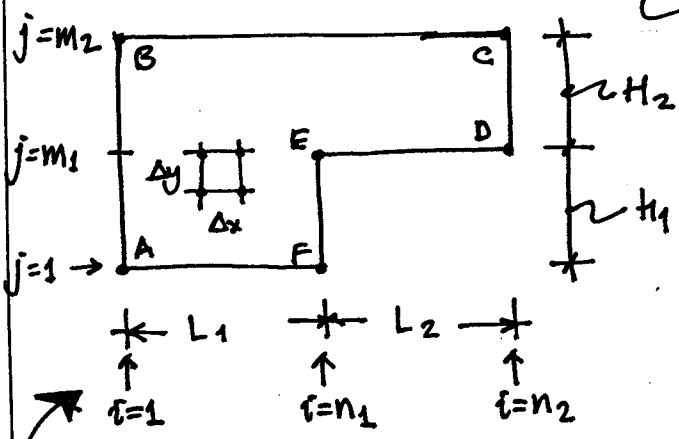 j=m₂
B
C
H₂
j=m₁
E
D
Δy
Δx
H₁
j=1 →
A
F
L₁
L₂
i=1
i=n₁
i=n₂